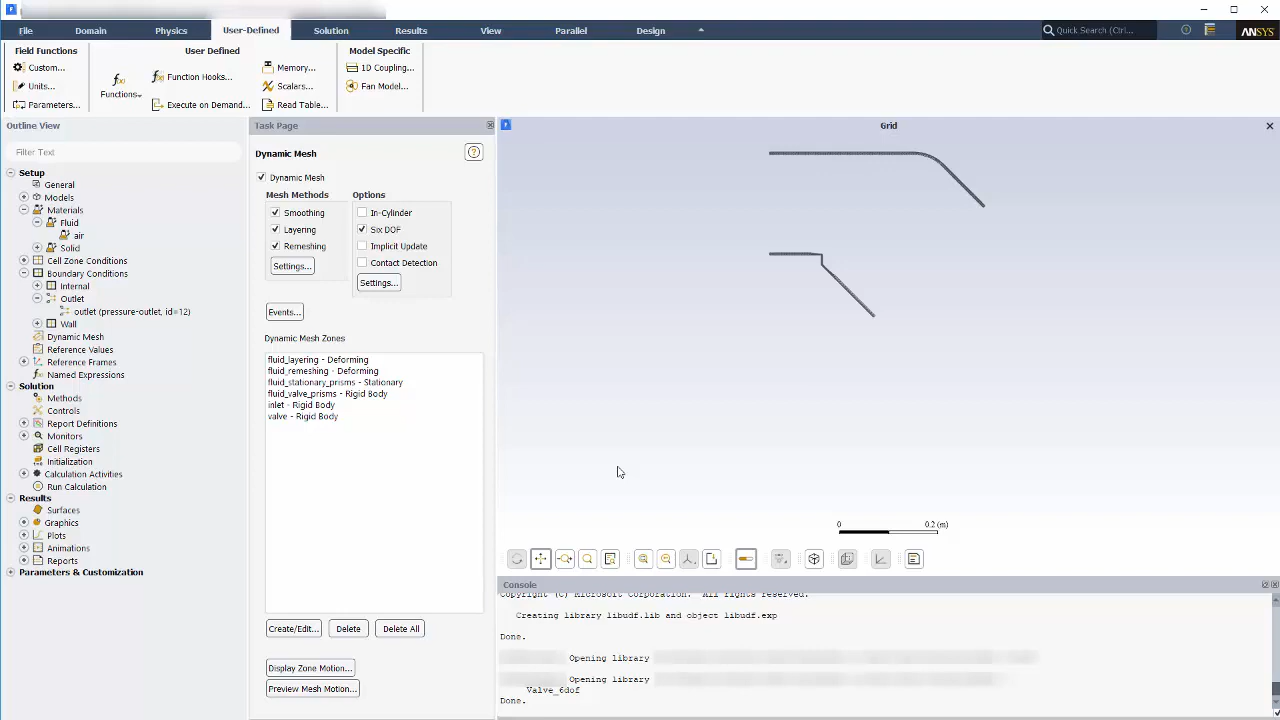 File Domain Physics User-Defined Solution Results View Parallel Design Quick Search (Ctrl... ANSYS
Field Functions User Defined Model Specific
Custom... Memory... 1D Coupling...
Function Hooks...
Units... Scalars... Fan Model...
Functions
Parameters... Execute on Demand... Read Table...
Outline View
Filter Text
Setup
General
Models
Materials
Fluid
air
Solid
Cell Zone Conditions
Boundary Conditions
Internal
Outlet
outlet (pressure-outlet, id=12)
Wall
Dynamic Mesh
Reference Values
Reference Frames
Named Expressions
Solution
Methods
Controls
Report Definitions
Monitors
Cell Registers
Initialization
Calculation Activities
Run Calculation
Results
Surfaces
Graphics
Plots
Animations
Reports
Parameters & Customization
Task Page
Dynamic Mesh
Dynamic Mesh
Mesh Methods Options
Smoothing In-Cylinder
Layering Six DOF
Remeshing Implicit Update
Settings... Contact Detection
Settings...
Events...
Dynamic Mesh Zones
fluid_layering - Deforming
fluid_remeshing - Deforming
fluid_stationary_prisms - Stationary
fluid_valve_prisms - Rigid Body
inlet - Rigid Body
valve - Rigid Body
Create/Edit... Delete Delete All
Display Zone Motion...
Preview Mesh Motion...
Grid
0 0.2 (m)
Console
Copyright (C) Microsoft Corporation. All rights reserved.
Creating library libudf.lib and object libudf.exp
Done.
Opening library
Opening library
Valve_6dof
Done.